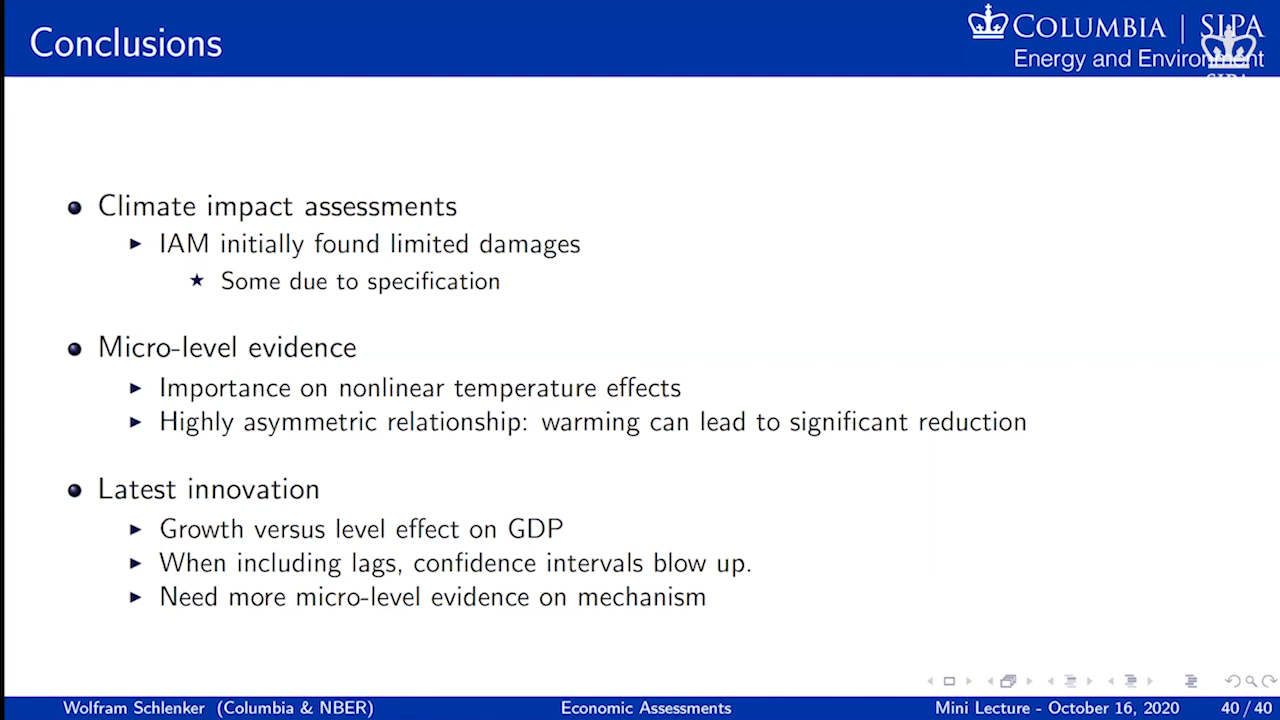 Conclusions
COLUMBIA | SIPA
Energy and Environment
SIPA
Climate impact assessments
IAM initially found limited damages
Some due to specification
Micro-level evidence
Importance on nonlinear temperature effects
Highly asymmetric relationship: warming can lead to significant reduction
Latest innovation
Growth versus level effect on GDP
When including lags, confidence intervals blow up.
Need more micro-level evidence on mechanism
Wolfram Schlenker (Columbia & NBER)
Economic Assessments
Mini Lecture - October 16, 2020
40 / 40